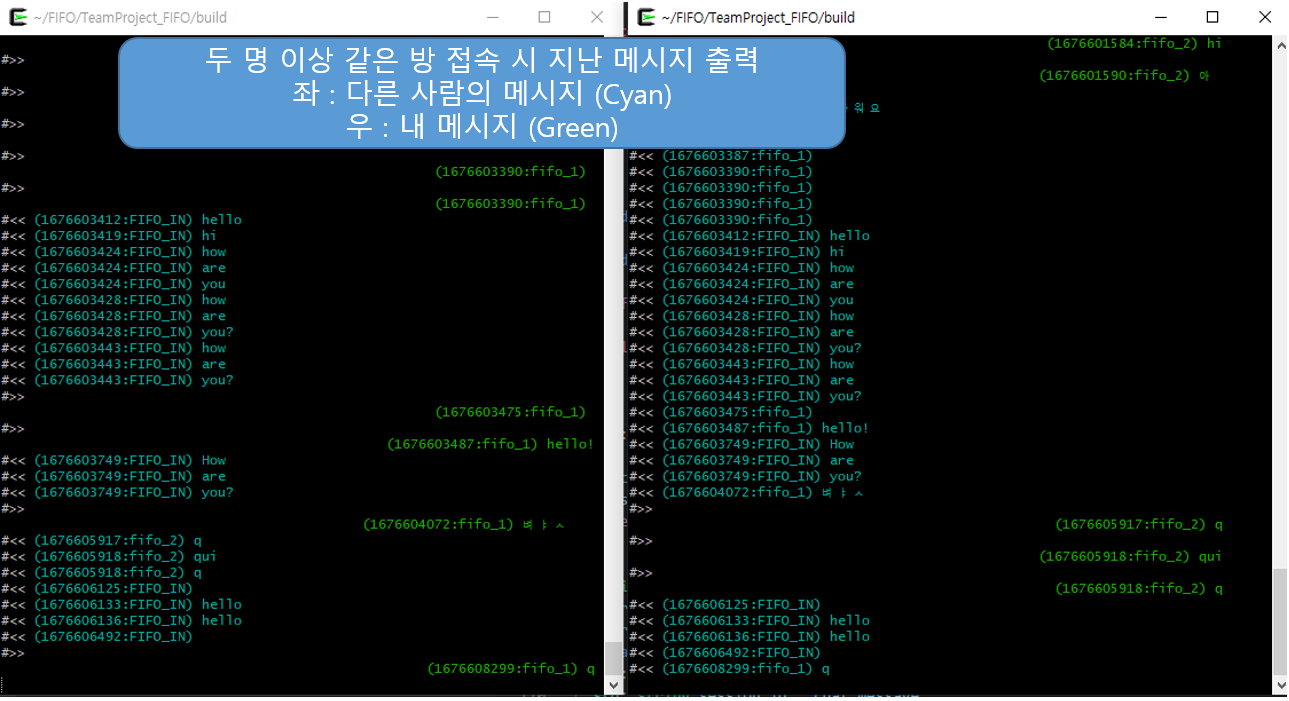 ~/FIFO/TeamProject_FIFO/build
두 명 이상 같은 방 접속 시 지난 메시지 출력
좌 : 다른 사람의 메시지 (Cyan)
우 : 내 메시지 (Green)
#>>
#>>
#>>
#>>
(1676603390:fifo_1)
#>>
(1676603390:fifo_1)
#<< (1676603412:FIFO_IN) hello
#<< (1676603419:FIFO_IN) hi
#<< (1676603424:FIFO_IN) how
#<< (1676603424:FIFO_IN) are
#<< (1676603424:FIFO_IN) you
#<< (1676603428:FIFO_IN) how
#<< (1676603428:FIFO_IN) are
#<< (1676603428:FIFO_IN) you?
#<< (1676603443:FIFO_IN) how
#<< (1676603443:FIFO_IN) are
#<< (1676603443:FIFO_IN) you?
#>>
(1676603475:fifo_1)
#>>
(1676603487:fifo_1) hello!
#<< (1676603749:FIFO_IN) How
#<< (1676603749:FIFO_IN) are
#<< (1676603749:FIFO_IN) you?
#>>
(1676604072:fifo_1) 벼ㅑㅅ
#<< (1676605917:fifo_2) q
#<< (1676605918:fifo_2) qui
#<< (1676605918:fifo_2) q
#<< (1676606125:FIFO_IN)
#<< (1676606133:FIFO_IN) hello
#<< (1676606136:FIFO_IN) hello
#<< (1676606492:FIFO_IN)
#>>
(1676608299:fifo_1) q
~/FIFO/TeamProject_FIFO/build
(1676601584:fifo_2) hi
(1676601590:fifo_2) 아
워요
#<< (1676603387:fifo_1)
#<< (1676603390:fifo_1)
#<< (1676603390:fifo_1)
#<< (1676603390:fifo_1)
#<< (1676603390:fifo_1)
#<< (1676603412:FIFO_IN) hello
#<< (1676603419:FIFO_IN) hi
#<< (1676603424:FIFO_IN) how
#<< (1676603424:FIFO_IN) are
#<< (1676603424:FIFO_IN) you
#<< (1676603428:FIFO_IN) how
#<< (1676603428:FIFO_IN) are
#<< (1676603428:FIFO_IN) you?
#<< (1676603443:FIFO_IN) how
#<< (1676603443:FIFO_IN) are
#<< (1676603443:FIFO_IN) you?
#<< (1676603475:fifo_1)
#<< (1676603487:fifo_1) hello!
#<< (1676603749:FIFO_IN) How
#<< (1676603749:FIFO_IN) are
#<< (1676603749:FIFO_IN) you?
#<< (1676604072:fifo_1) 벼ㅑㅅ
#>>
(1676605917:fifo_2) q
#>>
(1676605918:fifo_2) qui
#>>
(1676605918:fifo_2) q
#<< (1676606125:FIFO_IN)
#<< (1676606133:FIFO_IN) hello
#<< (1676606136:FIFO_IN) hello
#<< (1676606492:FIFO_IN)
#<< (1676608299:fifo_1) q